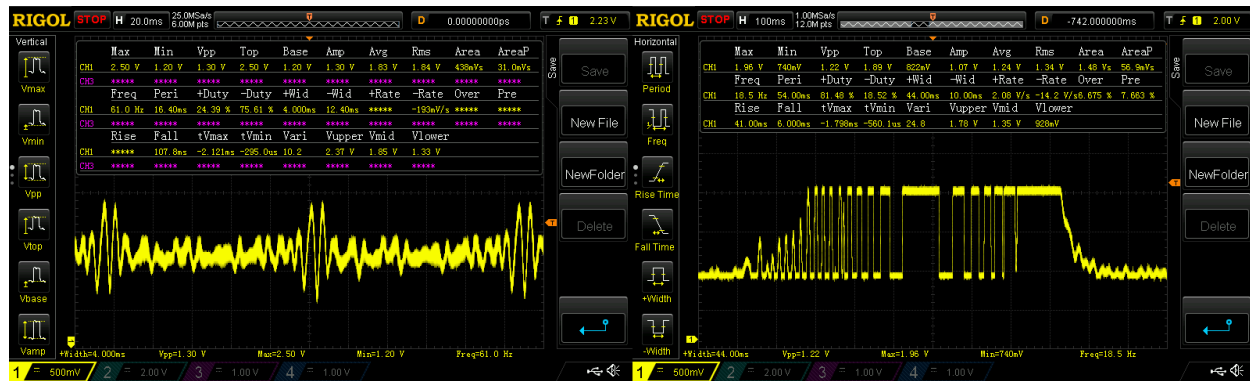 RIGOL STOP H 20.0ms 25.0MSa/s 6.00M pts D 0.00000000ps T 1 2.23 V
Vertical
Max Min Vpp Top Base Amp Avg Rms Area AreaP
CH1 2.50 V 1.20 V 1.30 V 2.50 V 1.20 V 1.30 V 1.83 V 1.84 V 438mVs 31.0mVs
CH3 ***** ***** ***** ***** ***** ***** ***** ***** ***** *****
Freq Peri +Duty -Duty +Wid -Wid +Rate -Rate Over Pre
CH1 61.0 Hz 16.40ms 24.39 % 75.61 % 4.000ms 12.40ms ***** -193mV/s ***** *****
CH3 ***** ***** ***** ***** ***** ***** ***** ***** ***** *****
Rise Fall tVmax tVmin Vari Vupper Vmid Vlower
CH1 ***** 107.8ms -2.121ms -295.0us 10.2 2.37 V 1.85 V 1.33 V
CH3 ***** ***** ***** ***** ***** ***** ***** *****
Vmax
Vmin
Vpp
Vtop
Vbase
Vamp
Save
Save
New File
NewFolder
Delete
T
+Width=4.000ms Vpp=1.30 V Max=2.50 V Min=1.20 V Freq=61.0 Hz
1 = 500mV 2 = 2.00 V 3 = 1.00 V 4 = 1.00 V
RIGOL STOP H 100ms 1.00MSa/s 12.0M pts D -742.000000ms T 1 2.00 V
Horizontal
Max Min Vpp Top Base Amp Avg Rms Area AreaP
CH1 1.96 V 740mV 1.22 V 1.89 V 822mV 1.07 V 1.24 V 1.34 V 1.48 Vs 56.9mVs
Freq Peri +Duty -Duty +Wid -Wid +Rate -Rate Over Pre
CH1 18.5 Hz 54.00ms 81.48 % 18.52 % 44.00ms 10.00ms 2.08 V/s -14.2 V/s 6.675 % 7.663 %
Rise Fall tVmax tVmin Vari Vupper Vmid Vlower
CH1 41.00ms 6.000ms -1.798ms -560.1us 24.8 1.78 V 1.35 V 928mV
Period
Freq
Rise Time
Fall Time
+Width
-Width
Save
Save
New File
NewFolder
Delete
T
1
+Width=44.00ms Vpp=1.22 V Max=1.96 V Min=740mV Freq=18.5 Hz
1 = 500mV 2 = 2.00 V 3 = 1.00 V 4 = 1.00 V